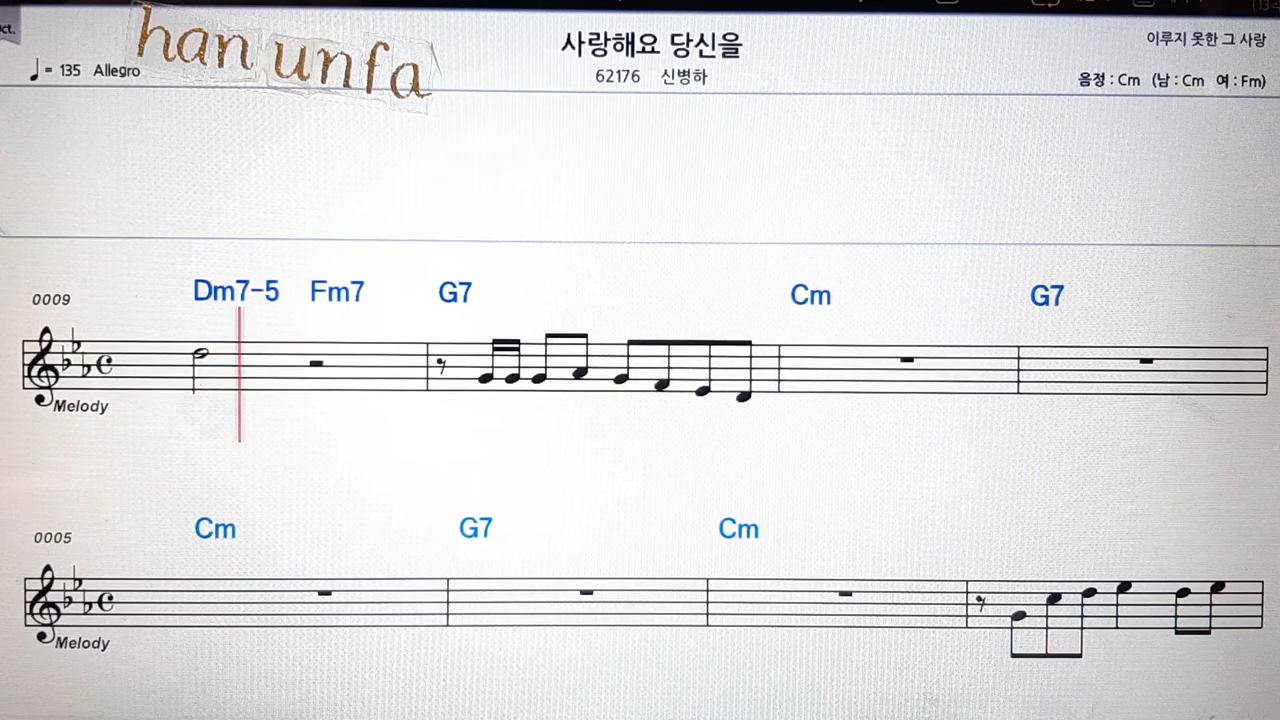 han unfa
사랑해요 당신을
이루지 못한 그 사랑
♩= 135 Allegro
62176 신병하
음정 : Cm (남 : Cm 여 : Fm)
Dm7-5 Fm7 G7 Cm G7
0009
Melody
Cm G7 Cm
0005
Melody